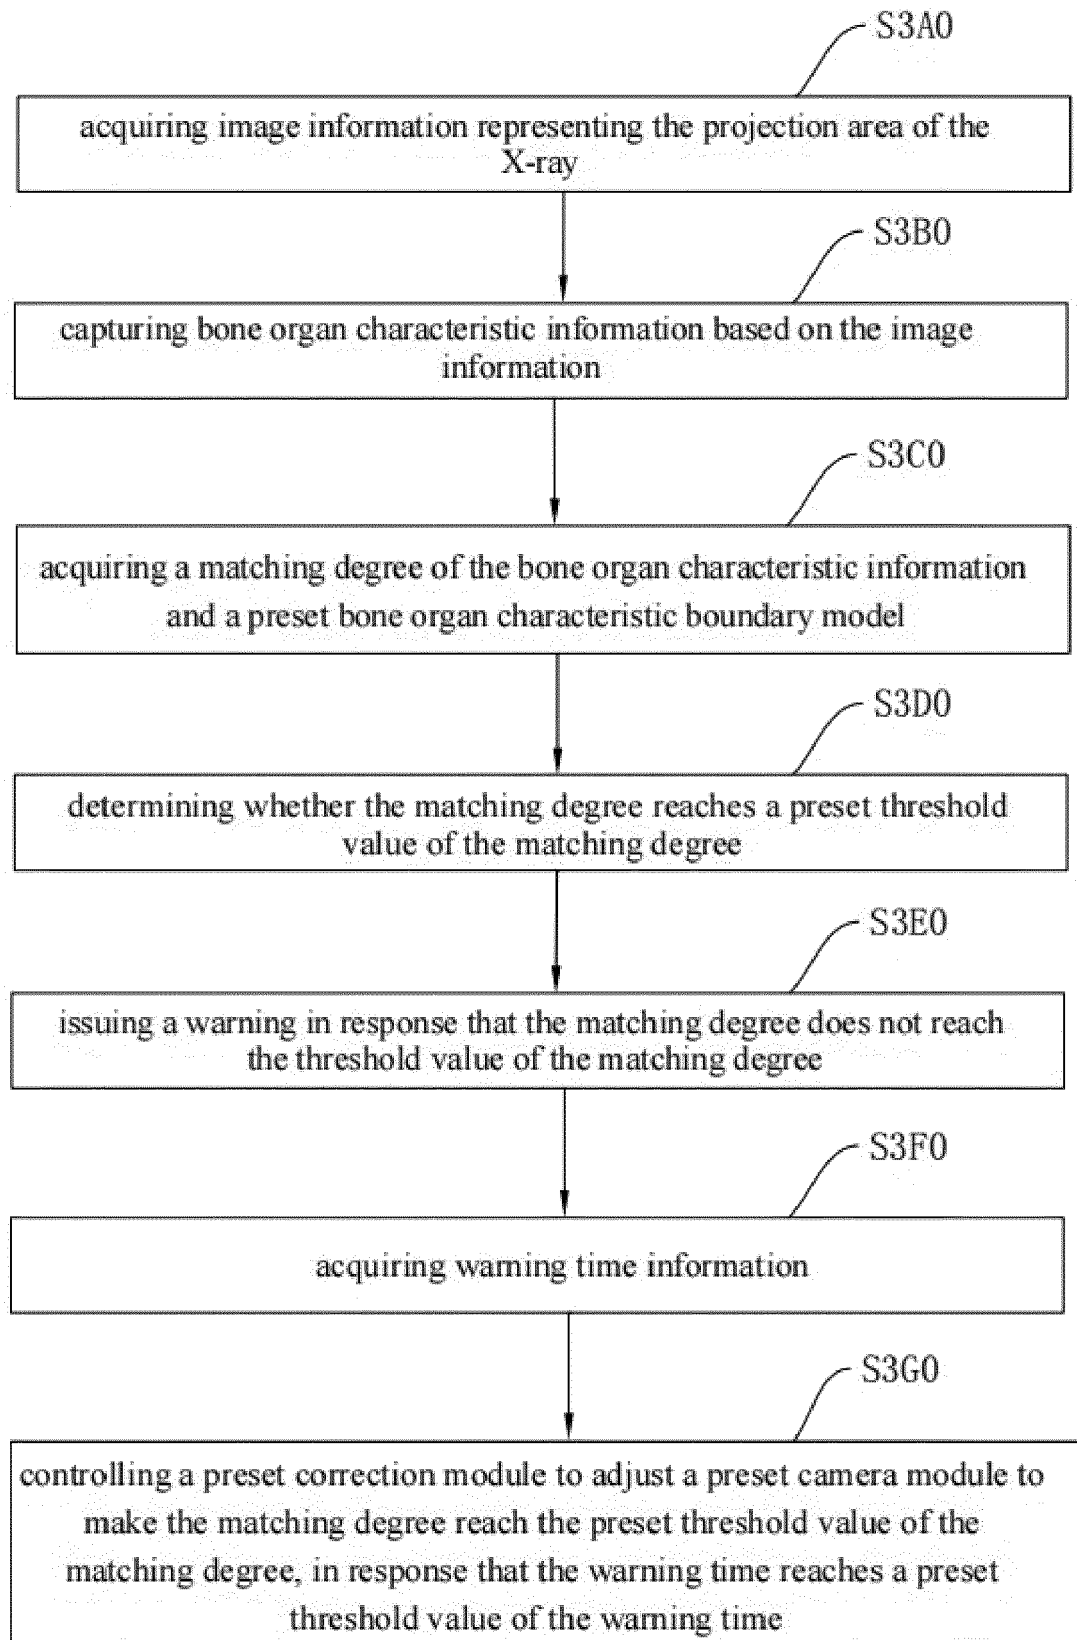 S3A0
acquiring image information representing the projection area of the
X-ray
S3B0
capturing bone organ characteristic information based on the image
information
S3C0
acquiring a matching degree of the bone organ characteristic information
and a preset bone organ characteristic boundary model
S3D0
determining whether the matching degree reaches a preset threshold
value of the matching degree
S3E0
issuing a warning in response that the matching degree does not reach
the threshold value of the matching degree
S3F0
acquiring warning time information
S3G0
controlling a preset correction module to adjust a preset camera module to
make the matching degree reach the preset threshold value of the
matching degree, in response that the warning time reaches a preset
threshold value of the warning time